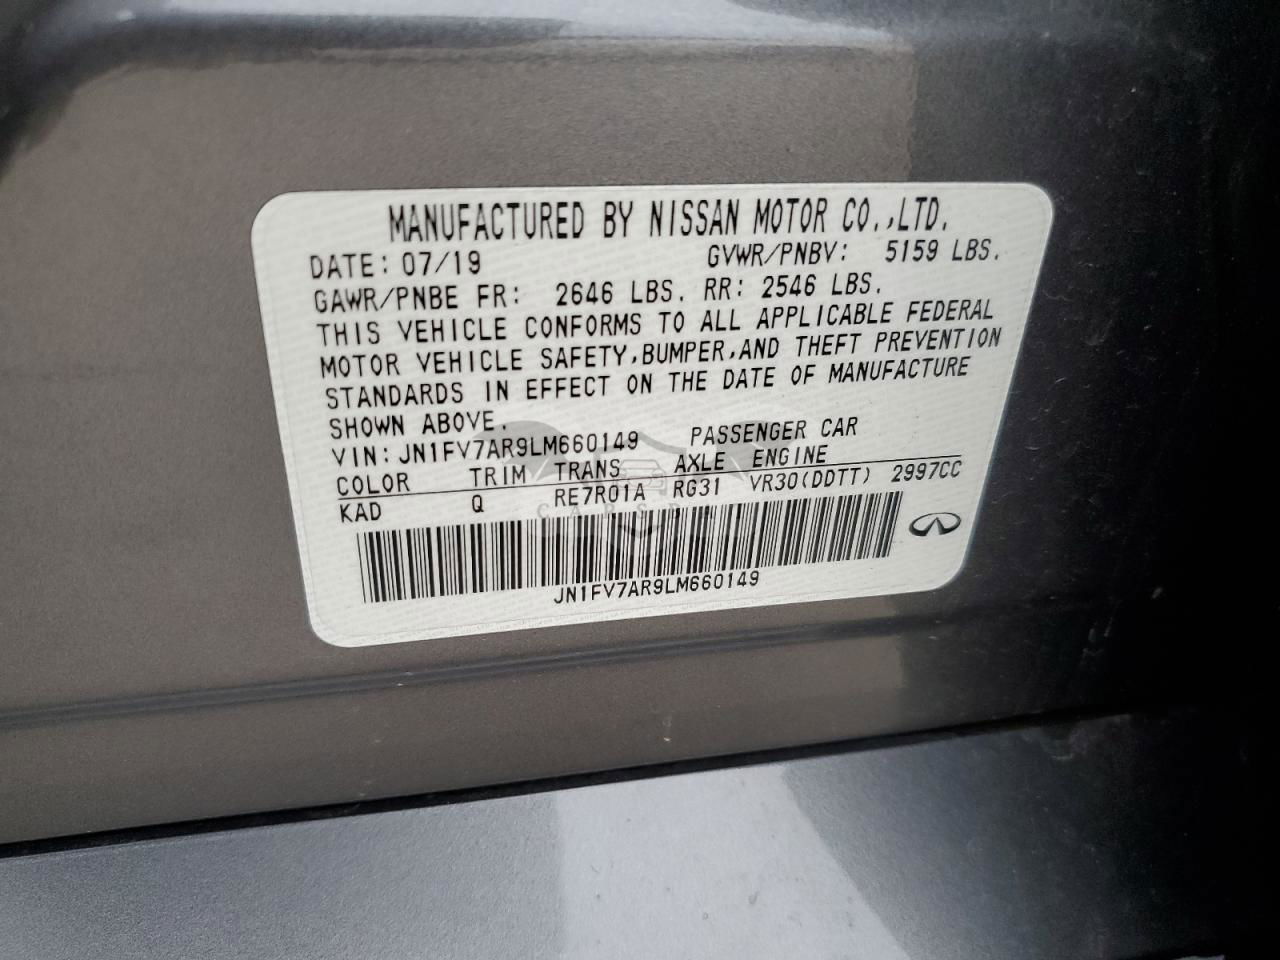 MANUFACTURED BY NISSAN MOTOR CO.,LTD.
DATE: 07/19 GVWR/PNBV: 5159 LBS.
GAWR/PNBE FR: 2646 LBS. RR: 2546 LBS.
THIS VEHICLE CONFORMS TO ALL APPLICABLE FEDERAL
MOTOR VEHICLE SAFETY,BUMPER,AND THEFT PREVENTION
STANDARDS IN EFFECT ON THE DATE OF MANUFACTURE
SHOWN ABOVE.
VIN: JN1FV7AR9LM660149 PASSENGER CAR
COLOR TRIM TRANS AXLE ENGINE
KAD Q RE7R01A RG31 VR30(DDTT) 2997CC
JN1FV7AR9LM660149